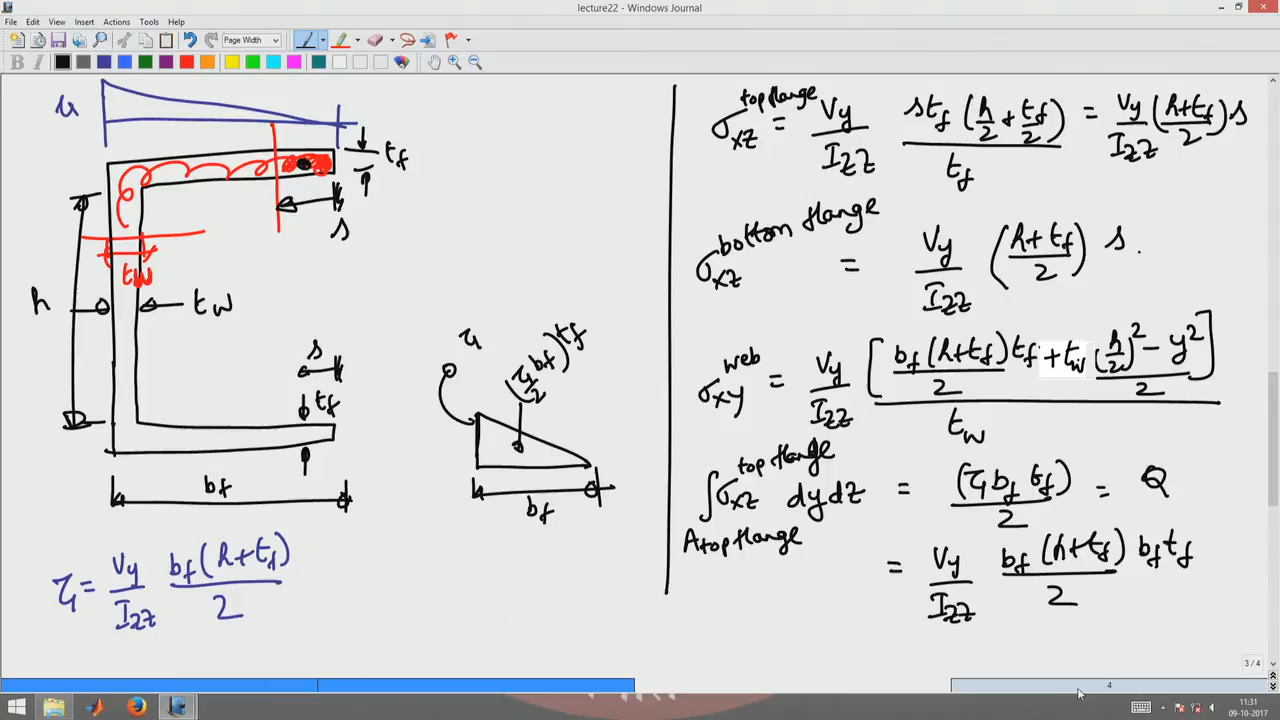 lecture22 - Windows Journal
File Edit View Insert Actions Tools Help
Page Width
B I
t_f
s
h
t_w
t_w
s
t_f
b_f
τ₁
(τ₁/2 b_f) t_f
b_f
τ₁ = V_y/I_zz b_f(h+t_f)/2
σ_xz^top flange = V_y/I_zz st_f(h/2+t_f/2)/t_f = V_y/I_zz (h+t_f/2) s
σ_xz^bottom flange = V_y/I_zz (h+t_f/2) s.
σ_xy^web = V_y/I_zz [b_f(h+t_f)/2 t_f + t_w (h/2)² - y²/2]/t_w
∫_A top flange σ_xz^top flange dydz = (τ₁ b_f t_f)/2 = Q
= V_y/I_zz b_f(h+t_f)/2 b_f t_f
3/4
4
11:31
09-10-2017